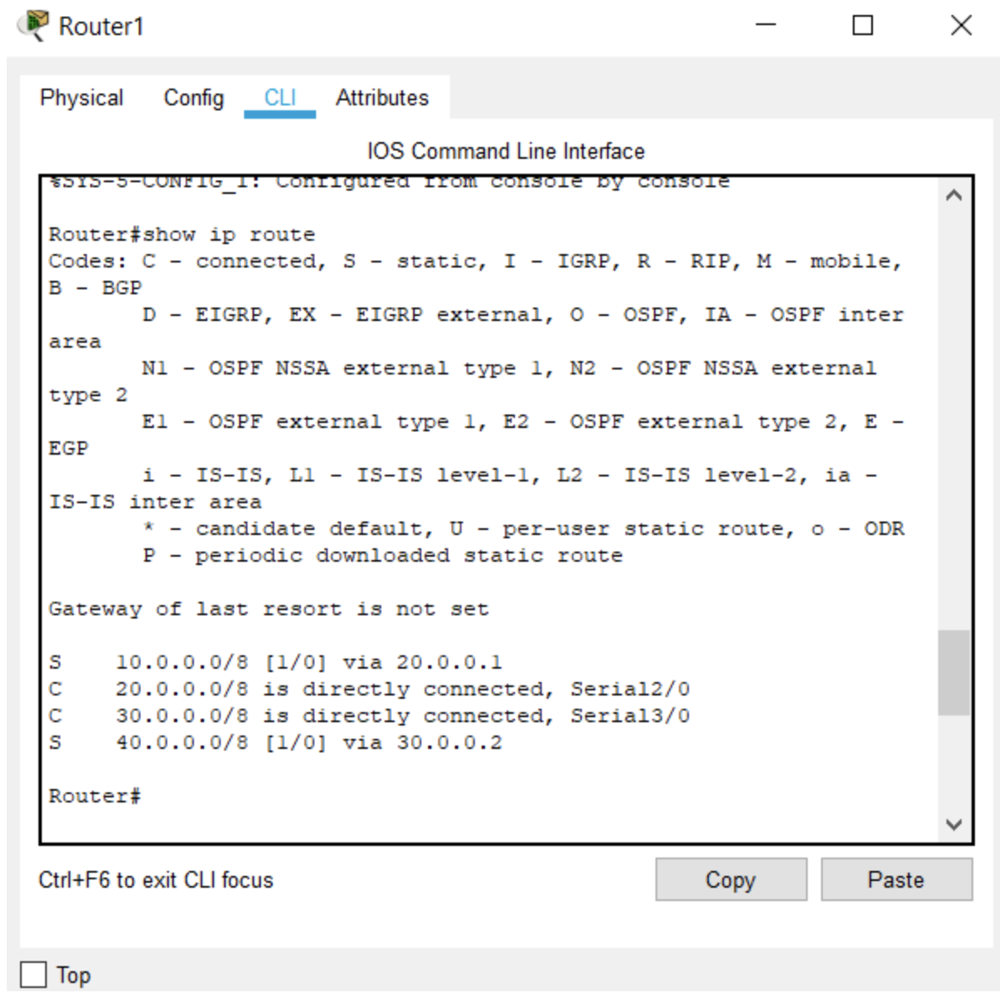 Router1
Physical Config CLI Attributes
IOS Command Line Interface
%SYS-5-CONFIG_I: Configured from console by console
Router#show ip route
Codes: C - connected, S - static, I - IGRP, R - RIP, M - mobile,
B - BGP
D - EIGRP, EX - EIGRP external, O - OSPF, IA - OSPF inter
area
N1 - OSPF NSSA external type 1, N2 - OSPF NSSA external
type 2
E1 - OSPF external type 1, E2 - OSPF external type 2, E -
EGP
i - IS-IS, L1 - IS-IS level-1, L2 - IS-IS level-2, ia -
IS-IS inter area
* - candidate default, U - per-user static route, o - ODR
P - periodic downloaded static route
Gateway of last resort is not set
S 10.0.0.0/8 [1/0] via 20.0.0.1
C 20.0.0.0/8 is directly connected, Serial2/0
C 30.0.0.0/8 is directly connected, Serial3/0
S 40.0.0.0/8 [1/0] via 30.0.0.2
Router#
Ctrl+F6 to exit CLI focus
Copy Paste
Top